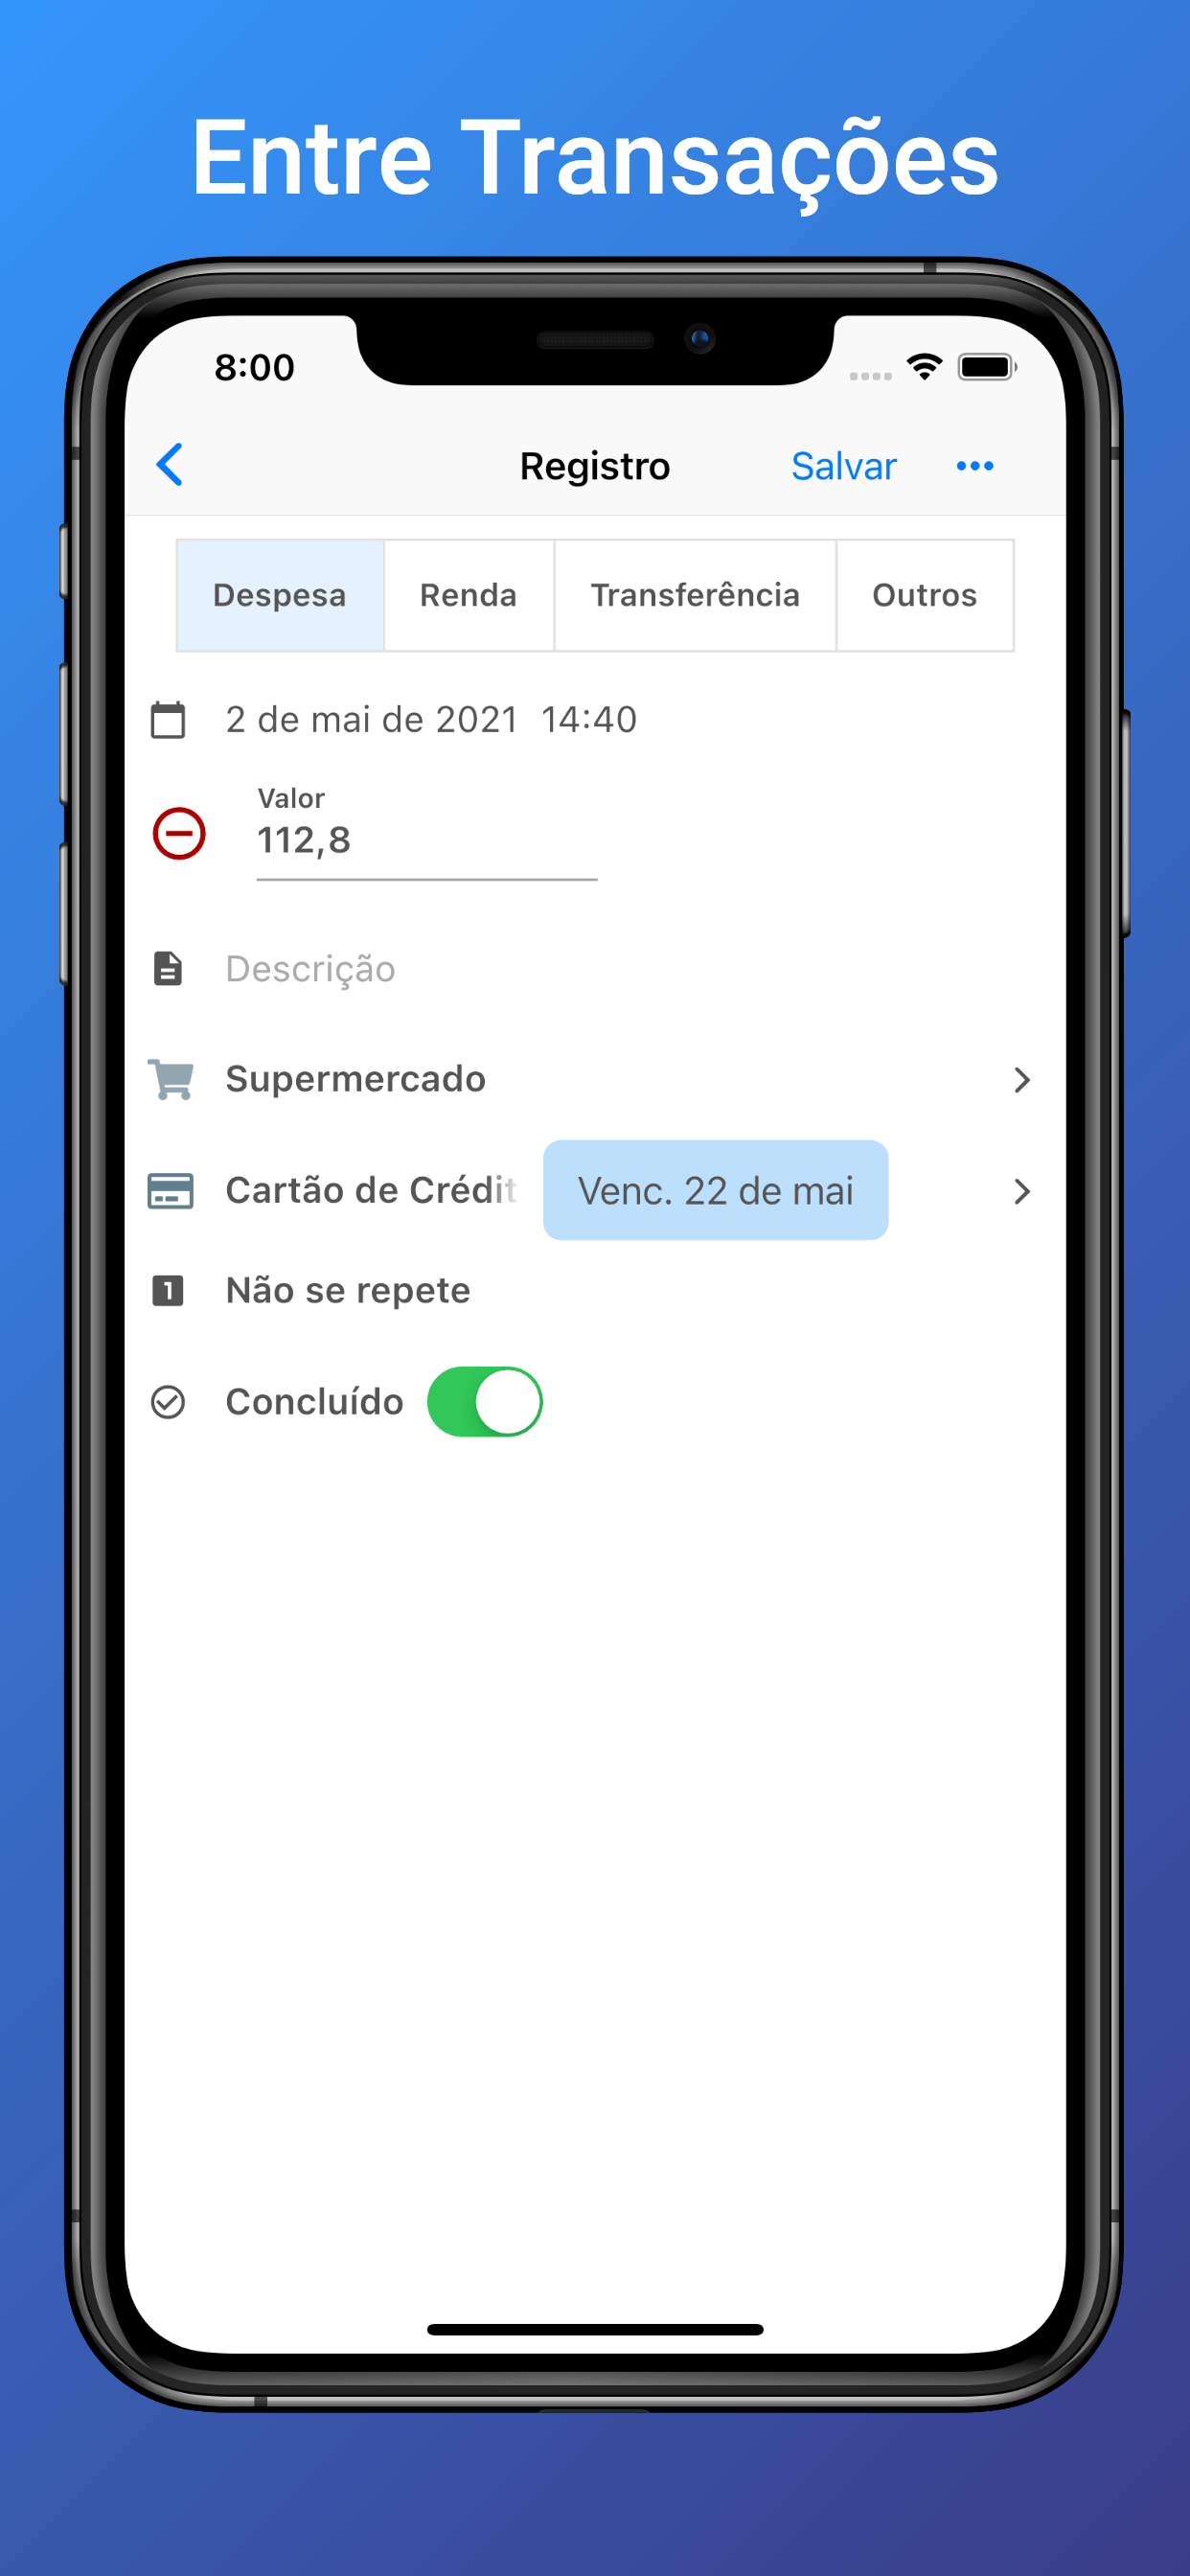 Entre Transações
8:00
Registro Salvar
Despesa Renda Transferência Outros
2 de mai de 2021 14:40
Valor
112,8
Descrição
Supermercado
Cartão de Crédit Venc. 22 de mai
1 Não se repete
Concluído